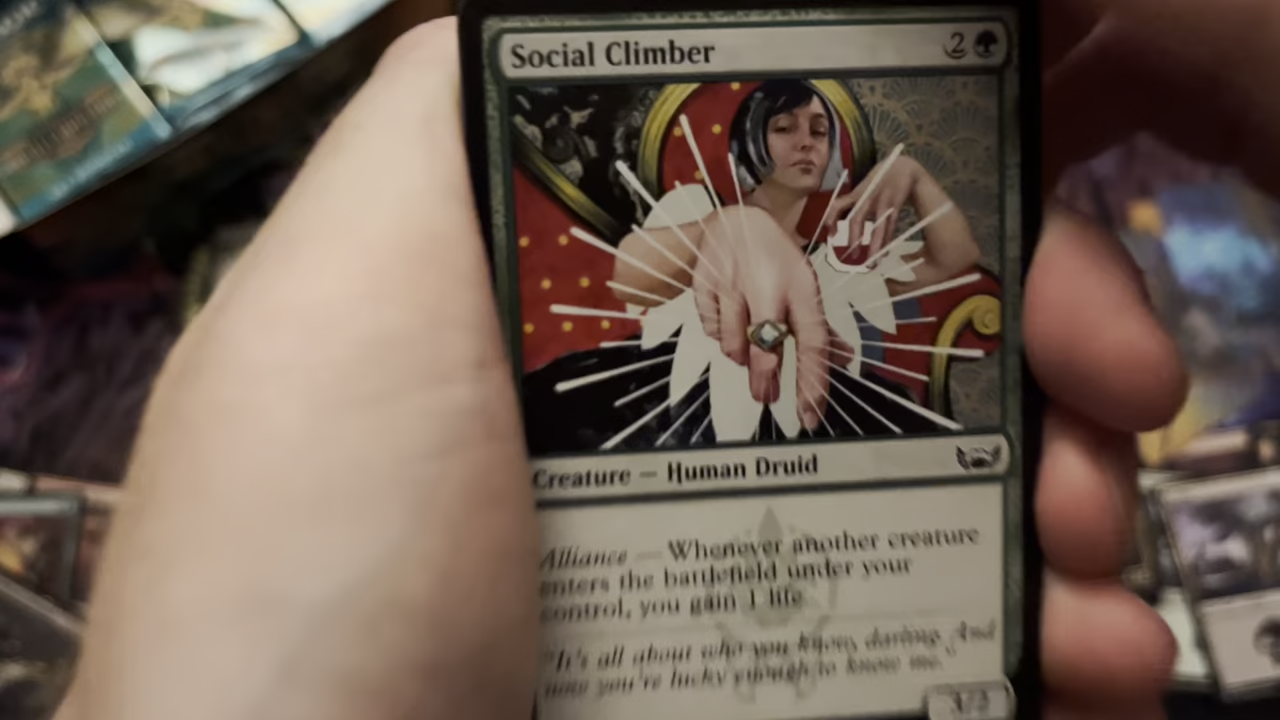 Social Climber 2
Creature — Human Druid
Alliance — Whenever another creature
enters the battlefield under your
control, you gain 1 life
"It's all about who you know, darling. And
now you're lucky enough to know me."